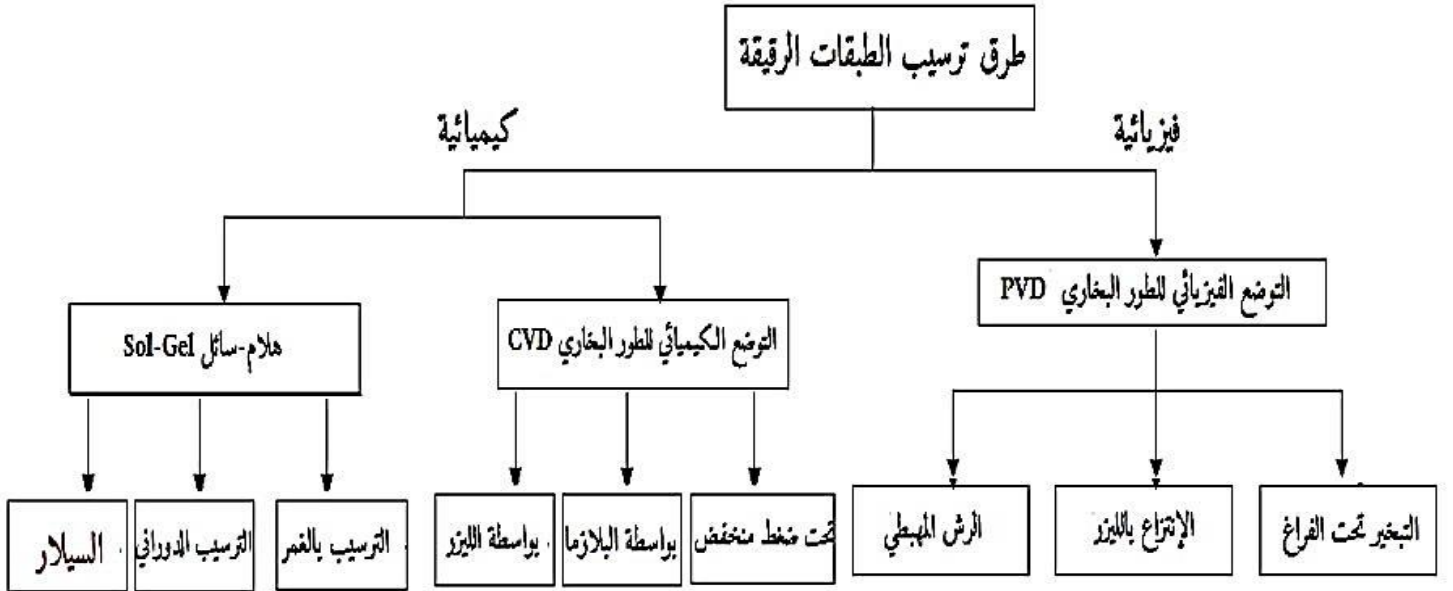 طرق ترسيب الطبقات الرقيقة
فيزيائية
كيميائية
التوضع الفيزيائي للطور البخاري PVD
التوضع الكيميائي للطور البخاري CVD
هلام-سائل Sol-Gel
التبخير تحت الفراغ
الإنتزاع بالليزر
الرش المهبطي
تحت ضغط منخفض
بواسطة البلازما
بواسطة الليزر
الترسيب بالغمر
الترسيب الدوراني
السيلار